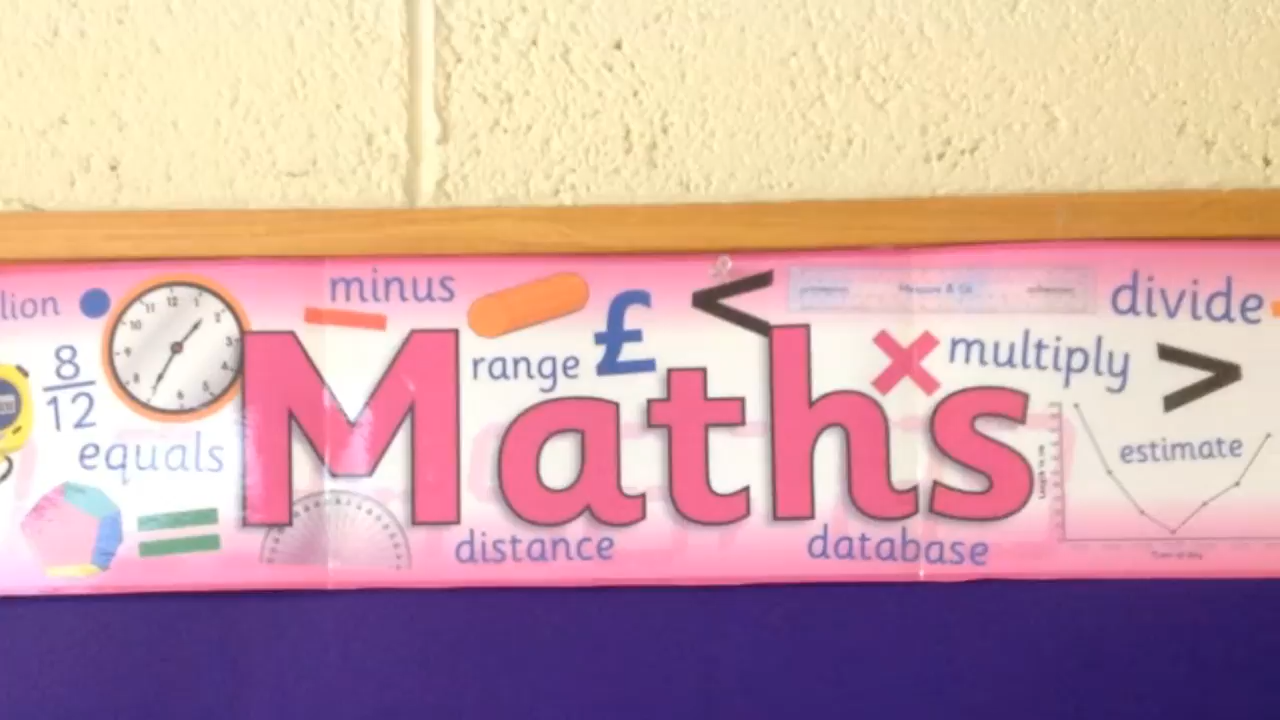 lion
minus
divide
8
12
range £ <
multiply >
equals
Maths
estimate
=
distance
database